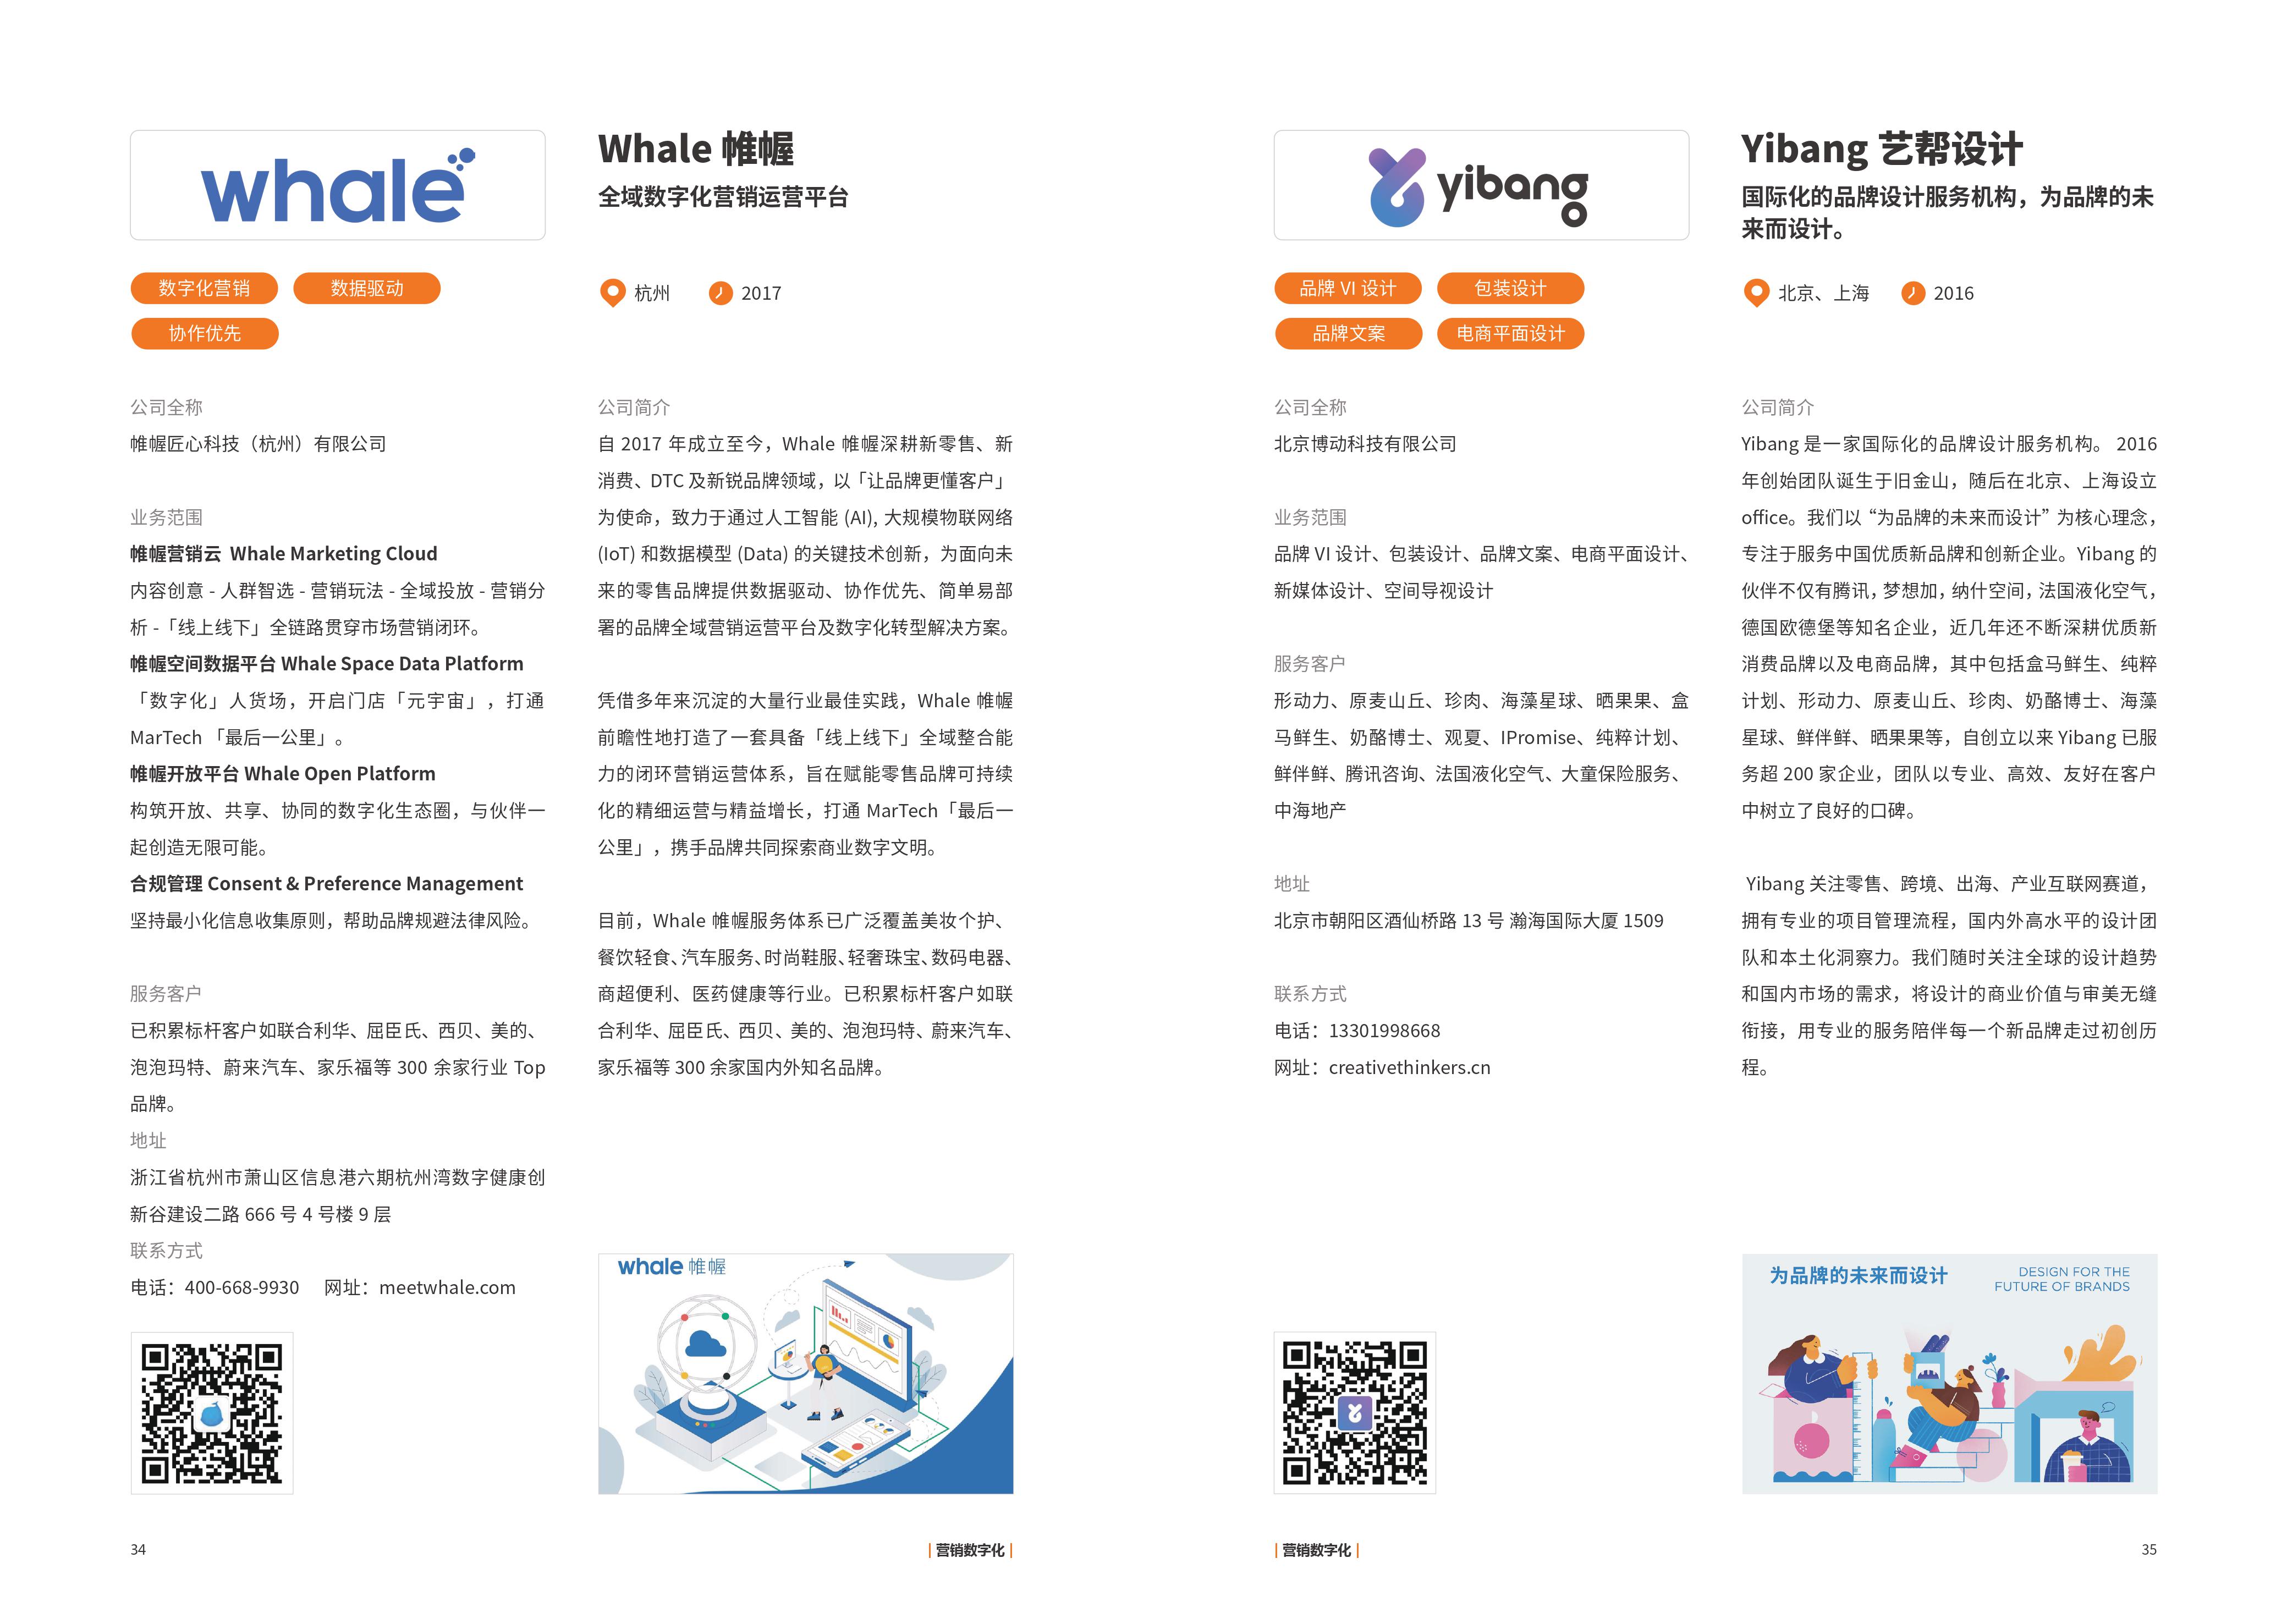 whale
数字化营销
数据驱动
协作优先
Whale 帷幄
全域数字化营销运营平台
杭州
2017
公司全称
帷幄匠心科技（杭州）有限公司
业务范围
帷幄营销云 Whale Marketing Cloud
内容创意 - 人群智选 - 营销玩法 - 全域投放 - 营销分
析 -「线上线下」全链路贯穿市场营销闭环。
帷幄空间数据平台 Whale Space Data Platform
「数字化」人货场，开启门店「元宇宙」，打通
MarTech 「最后一公里」。
帷幄开放平台 Whale Open Platform
构筑开放、共享、协同的数字化生态圈，与伙伴一
起创造无限可能。
合规管理 Consent & Preference Management
坚持最小化信息收集原则，帮助品牌规避法律风险。
服务客户
已积累标杆客户如联合利华、屈臣氏、西贝、美的、
泡泡玛特、蔚来汽车、家乐福等 300 余家行业 Top
品牌。
地址
浙江省杭州市萧山区信息港六期杭州湾数字健康创
新谷建设二路 666 号 4 号楼 9 层
联系方式
电话：400-668-9930 网址：meetwhale.com
公司简介
自 2017 年成立至今，Whale 帷幄深耕新零售、新
消费、DTC 及新锐品牌领域，以「让品牌更懂客户」
为使命，致力于通过人工智能 (AI), 大规模物联网络
(IoT) 和数据模型 (Data) 的关键技术创新，为面向未
来的零售品牌提供数据驱动、协作优先、简单易部
署的品牌全域营销运营平台及数字化转型解决方案。
凭借多年来沉淀的大量行业最佳实践，Whale 帷幄
前瞻性地打造了一套具备「线上线下」全域整合能
力的闭环营销运营体系，旨在赋能零售品牌可持续
化的精细运营与精益增长，打通 MarTech「最后一
公里」，携手品牌共同探索商业数字文明。
目前，Whale 帷幄服务体系已广泛覆盖美妆个护、
餐饮轻食、汽车服务、时尚鞋服、轻奢珠宝、数码电器、
商超便利、医药健康等行业。已积累标杆客户如联
合利华、屈臣氏、西贝、美的、泡泡玛特、蔚来汽车、
家乐福等 300 余家国内外知名品牌。
whale 帷幄
34
| 营销数字化 |
yibang
品牌 VI 设计
包装设计
品牌文案
电商平面设计
Yibang 艺帮设计
国际化的品牌设计服务机构，为品牌的未
来而设计。
北京、上海
2016
公司全称
北京博动科技有限公司
业务范围
品牌 VI 设计、包装设计、品牌文案、电商平面设计、
新媒体设计、空间导视设计
服务客户
形动力、原麦山丘、珍肉、海藻星球、晒果果、盒
马鲜生、奶酪博士、观夏、IPromise、纯粹计划、
鲜伴鲜、腾讯咨询、法国液化空气、大童保险服务、
中海地产
地址
北京市朝阳区酒仙桥路 13 号 瀚海国际大厦 1509
联系方式
电话：13301998668
网址：creativethinkers.cn
公司简介
Yibang 是一家国际化的品牌设计服务机构。 2016
年创始团队诞生于旧金山，随后在北京、上海设立
office。我们以 “为品牌的未来而设计” 为核心理念，
专注于服务中国优质新品牌和创新企业。Yibang 的
伙伴不仅有腾讯，梦想加，纳什空间，法国液化空气，
德国欧德堡等知名企业，近几年还不断深耕优质新
消费品牌以及电商品牌，其中包括盒马鲜生、纯粹
计划、形动力、原麦山丘、珍肉、奶酪博士、海藻
星球、鲜伴鲜、晒果果等，自创立以来 Yibang 已服
务超 200 家企业，团队以专业、高效、友好在客户
中树立了良好的口碑。
Yibang 关注零售、跨境、出海、产业互联网赛道，
拥有专业的项目管理流程，国内外高水平的设计团
队和本土化洞察力。我们随时关注全球的设计趋势
和国内市场的需求，将设计的商业价值与审美无缝
衔接，用专业的服务陪伴每一个新品牌走过初创历
程。
为品牌的未来而设计
DESIGN FOR THE
FUTURE OF BRANDS
| 营销数字化 |
35